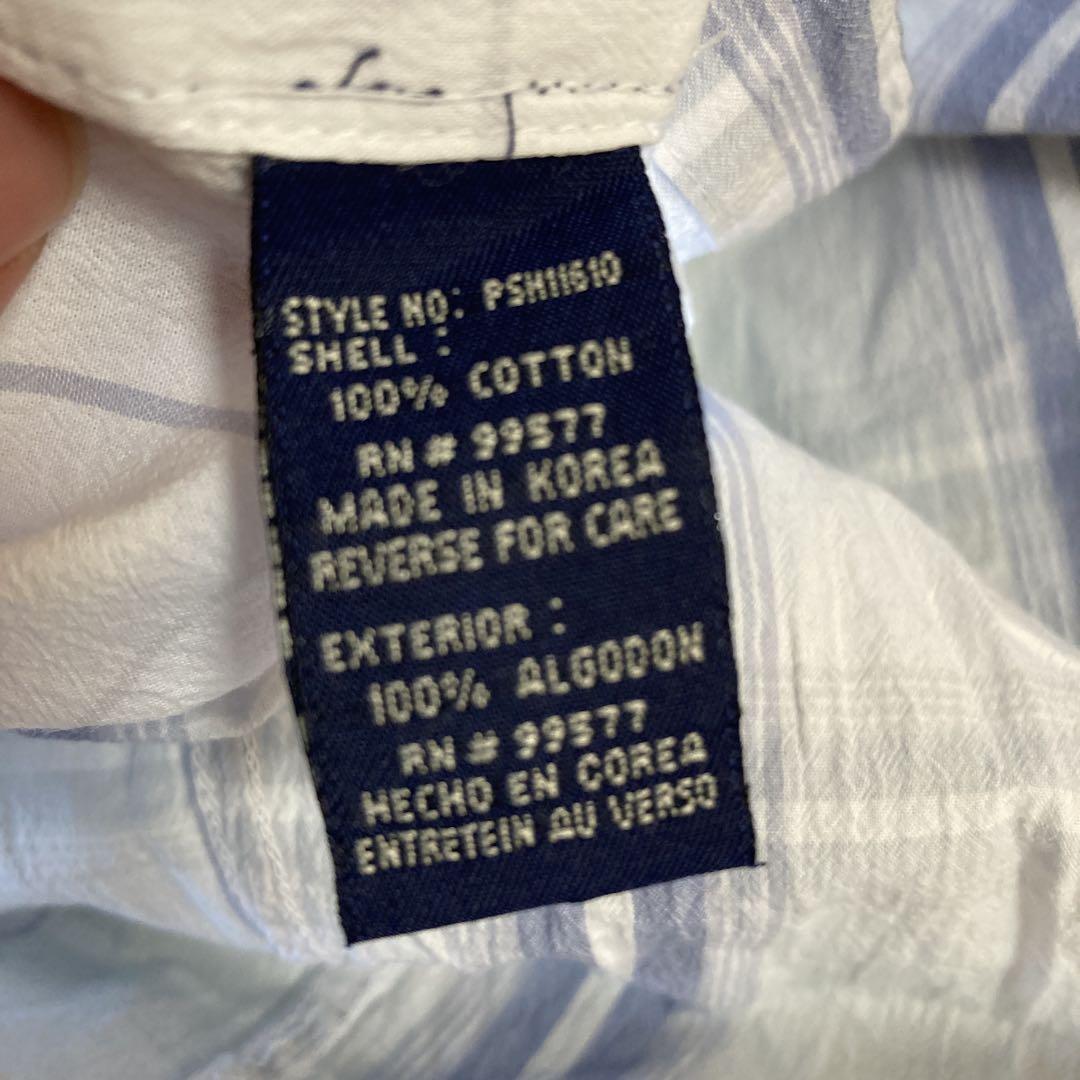 STYLE NO: PSH11610
SHELL :
100% COTTON
RN # 99577
MADE IN KOREA
REVERSE FOR CARE
EXTERIOR :
100% ALGODON
RN # 99577
HECHO EN COREA
ENTRETEIN AU VERSO